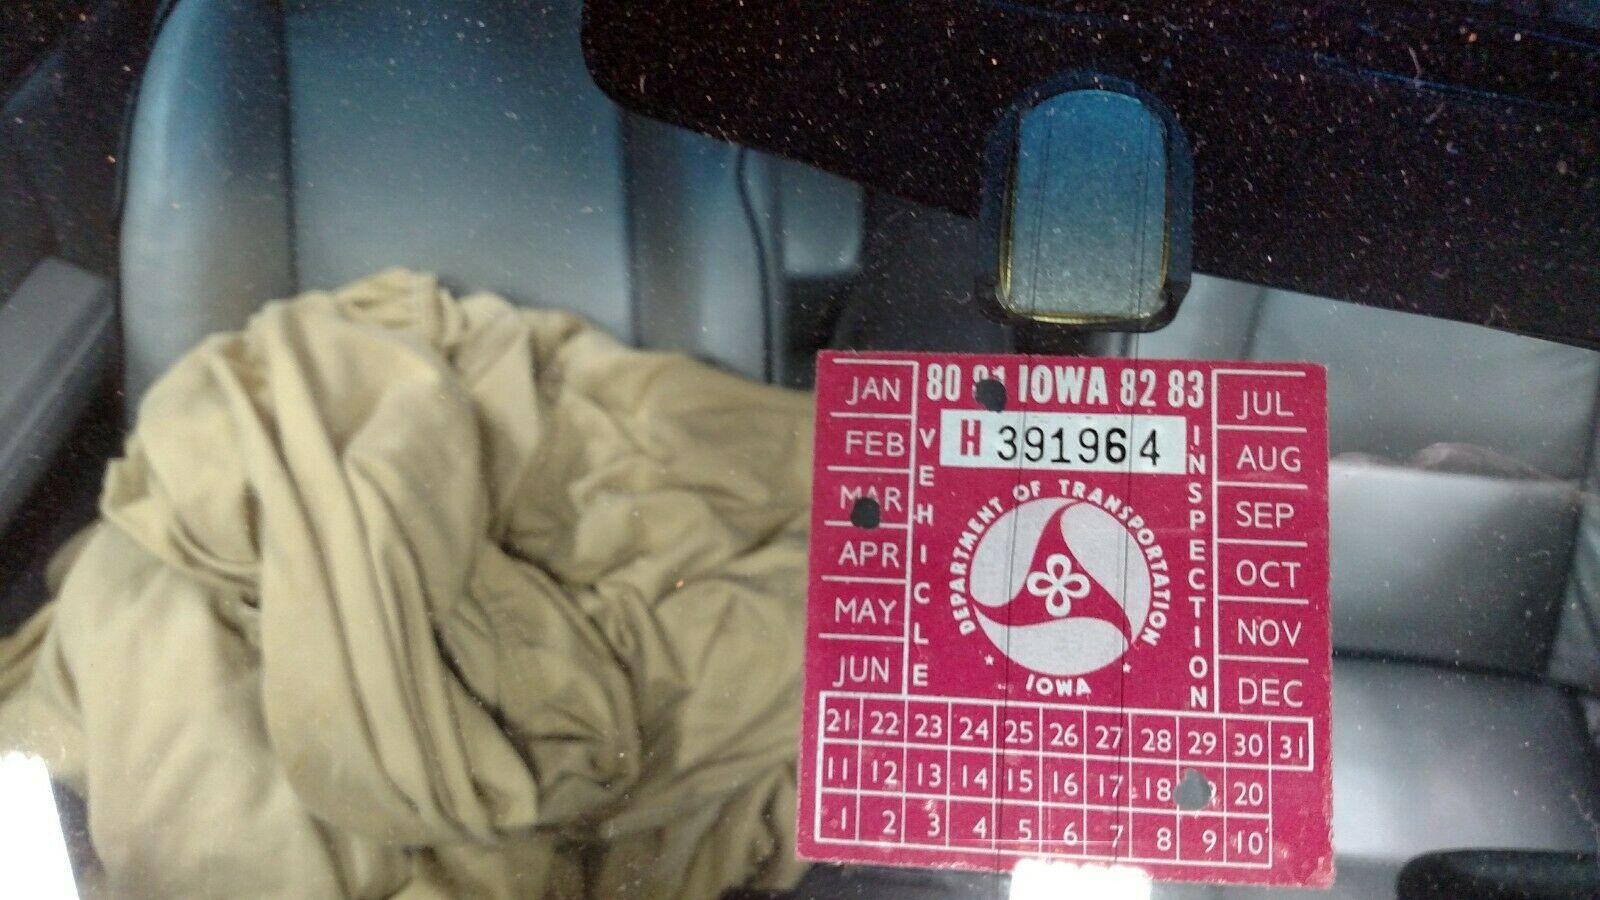 80 81 IOWA 82 83
H 391964
VEHICLE
INSPECTION
JAN
FEB
MAR
APR
MAY
JUN
JUL
AUG
SEP
OCT
NOV
DEC
DEPARTMENT OF TRANSPORTATION
IOWA
21 22 23 24 25 26 27 28 29 30 31
11 12 13 14 15 16 17 18 19 20
1 2 3 4 5 6 7 8 9 10